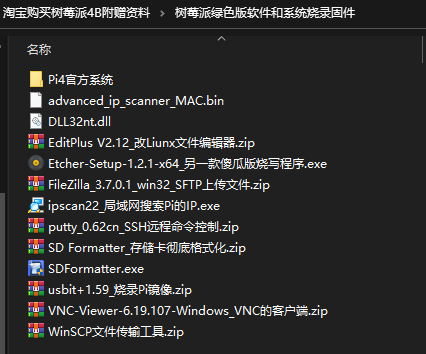 淘宝购买树莓派4B附赠资料 > 树莓派绿色版软件和系统烧录固件
名称
Pi4官方系统
advanced_ip_scanner_MAC.bin
DLL32nt.dll
EditPlus V2.12_改Liunx文件编辑器.zip
Etcher-Setup-1.2.1-x64_另一款傻瓜版烧写程序.exe
FileZilla_3.7.0.1_win32_SFTP上传文件.zip
ipscan22_局域网搜索Pi的IP.exe
putty_0.62cn_SSH远程命令控制.zip
SD Formatter_存储卡彻底格式化.zip
SDFormatter.exe
usbit+1.59_烧录Pi镜像.zip
VNC-Viewer-6.19.107-Windows_VNC的客户端.zip
WinSCP文件传输工具.zip